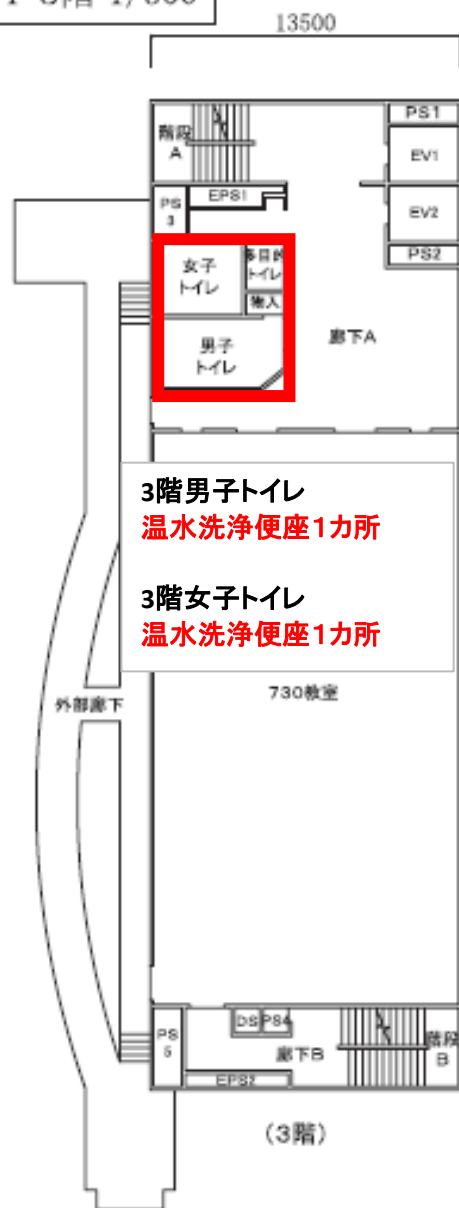 13500
階段
A
PS1
EV1
EPS1
PS
3
EV2
PS2
女子
トイレ
多目的
トイレ
物入
男子
トイレ
廊下A
3階男子トイレ
温水洗浄便座1カ所
3階女子トイレ
温水洗浄便座1カ所
730教室
外部廊下
DS
PS4
PS
5
廊下B
階段
B
EPS2
(3階)